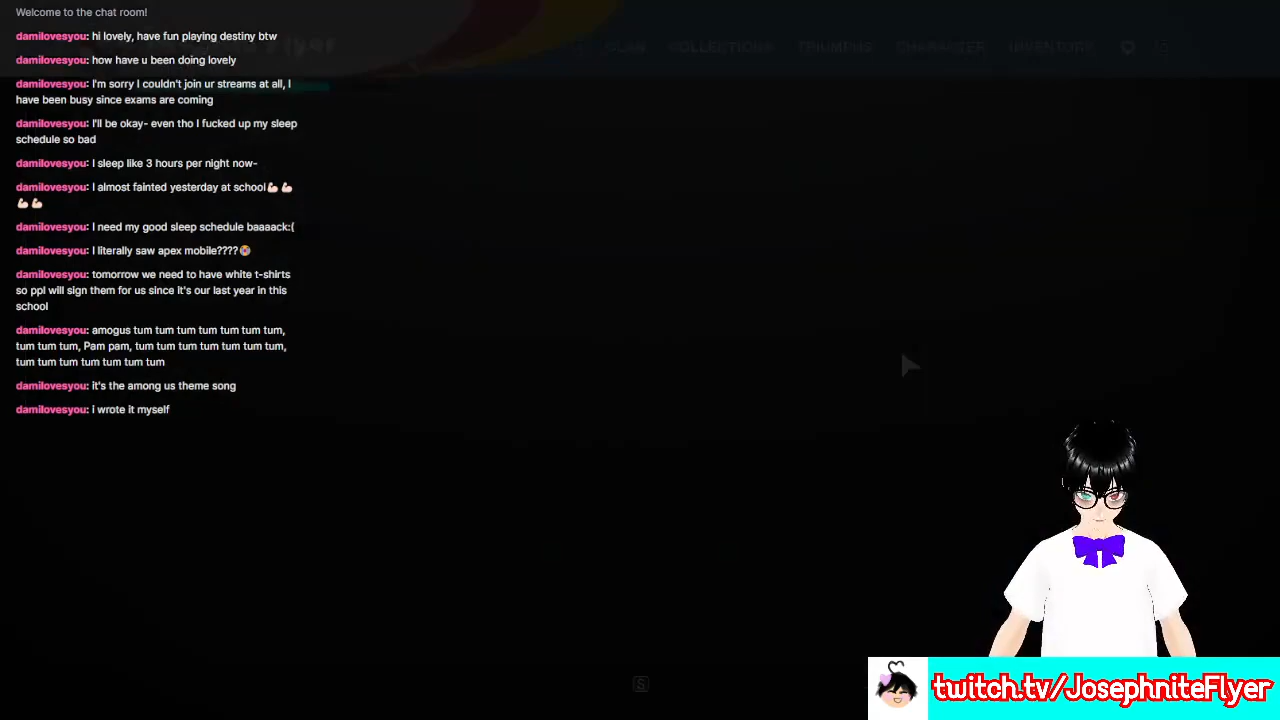 Welcome to the chat room!
damilovesyou: hi lovely, have fun playing destiny btw
damilovesyou: how have u been doing lovely
damilovesyou: I'm sorry I couldn't join ur streams at all, I
have been busy since exams are coming
damilovesyou: I'll be okay- even tho I fucked up my sleep
schedule so bad
damilovesyou: I sleep like 3 hours per night now-
damilovesyou: I almost fainted yesterday at school💪🏻💪🏻
💪🏻💪🏻
damilovesyou: I need my good sleep schedule baaaack:(
damilovesyou: I literally saw apex mobile????
damilovesyou: tomorrow we need to have white t-shirts
so ppl will sign them for us since it's our last year in this
school
damilovesyou: amogus tum tum tum tum tum tum tum,
tum tum tum, Pam pam, tum tum tum tum tum tum tum,
tum tum tum tum tum tum tum
damilovesyou: it's the among us theme song
damilovesyou: i wrote it myself
Flyer
CLAN
COLLECTIONS
TRIUMPHS
CHARACTER
INVENTORY
S
twitch.tv/JosephniteFlyer